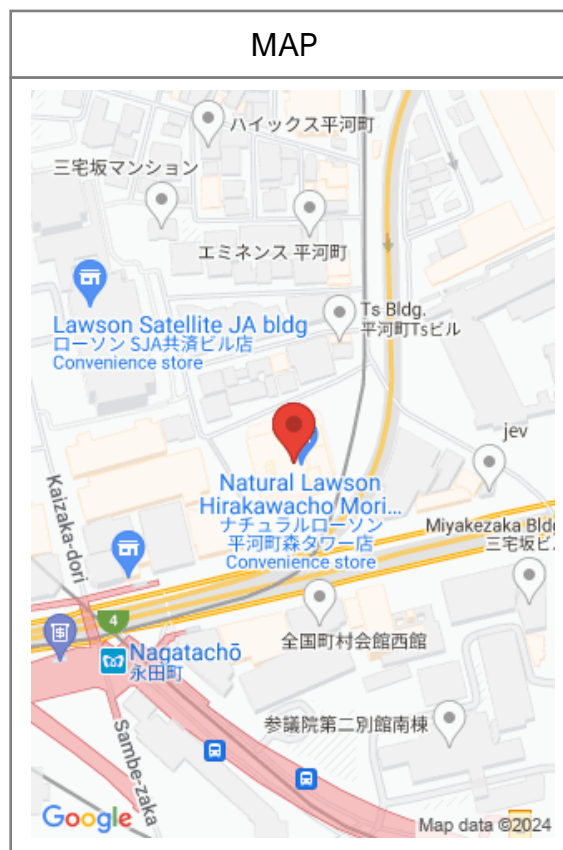 MAP
ハイックス平河町
三宅坂マンション
エミネンス 平河町
Lawson Satellite JA bldg
ローソン SJA共済ビル店
Convenience store
Ts Bldg.
平河町Tsビル
jev
Kaizaka-dori
Natural Lawson
Hirakawacho Mori...
ナチュラルローソン
平河町森タワー店
Convenience store
Miyakezaka Bldg
三宅坂ビ
4
全国町村会館西館
Nagatachō
永田町
参議院第二別館南棟
Sambe-zaka
Google
Map data ©2024